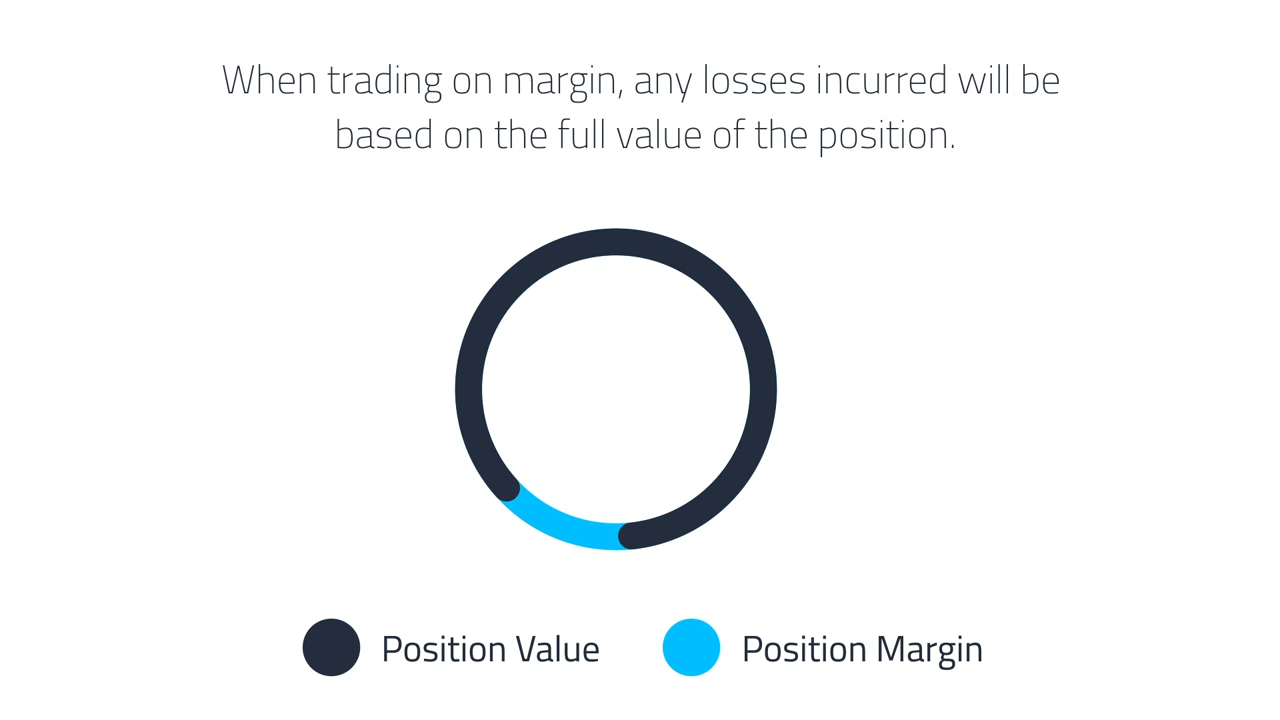 When trading on margin, any losses incurred will be
based on the full value of the position.
Position Value
Position Margin